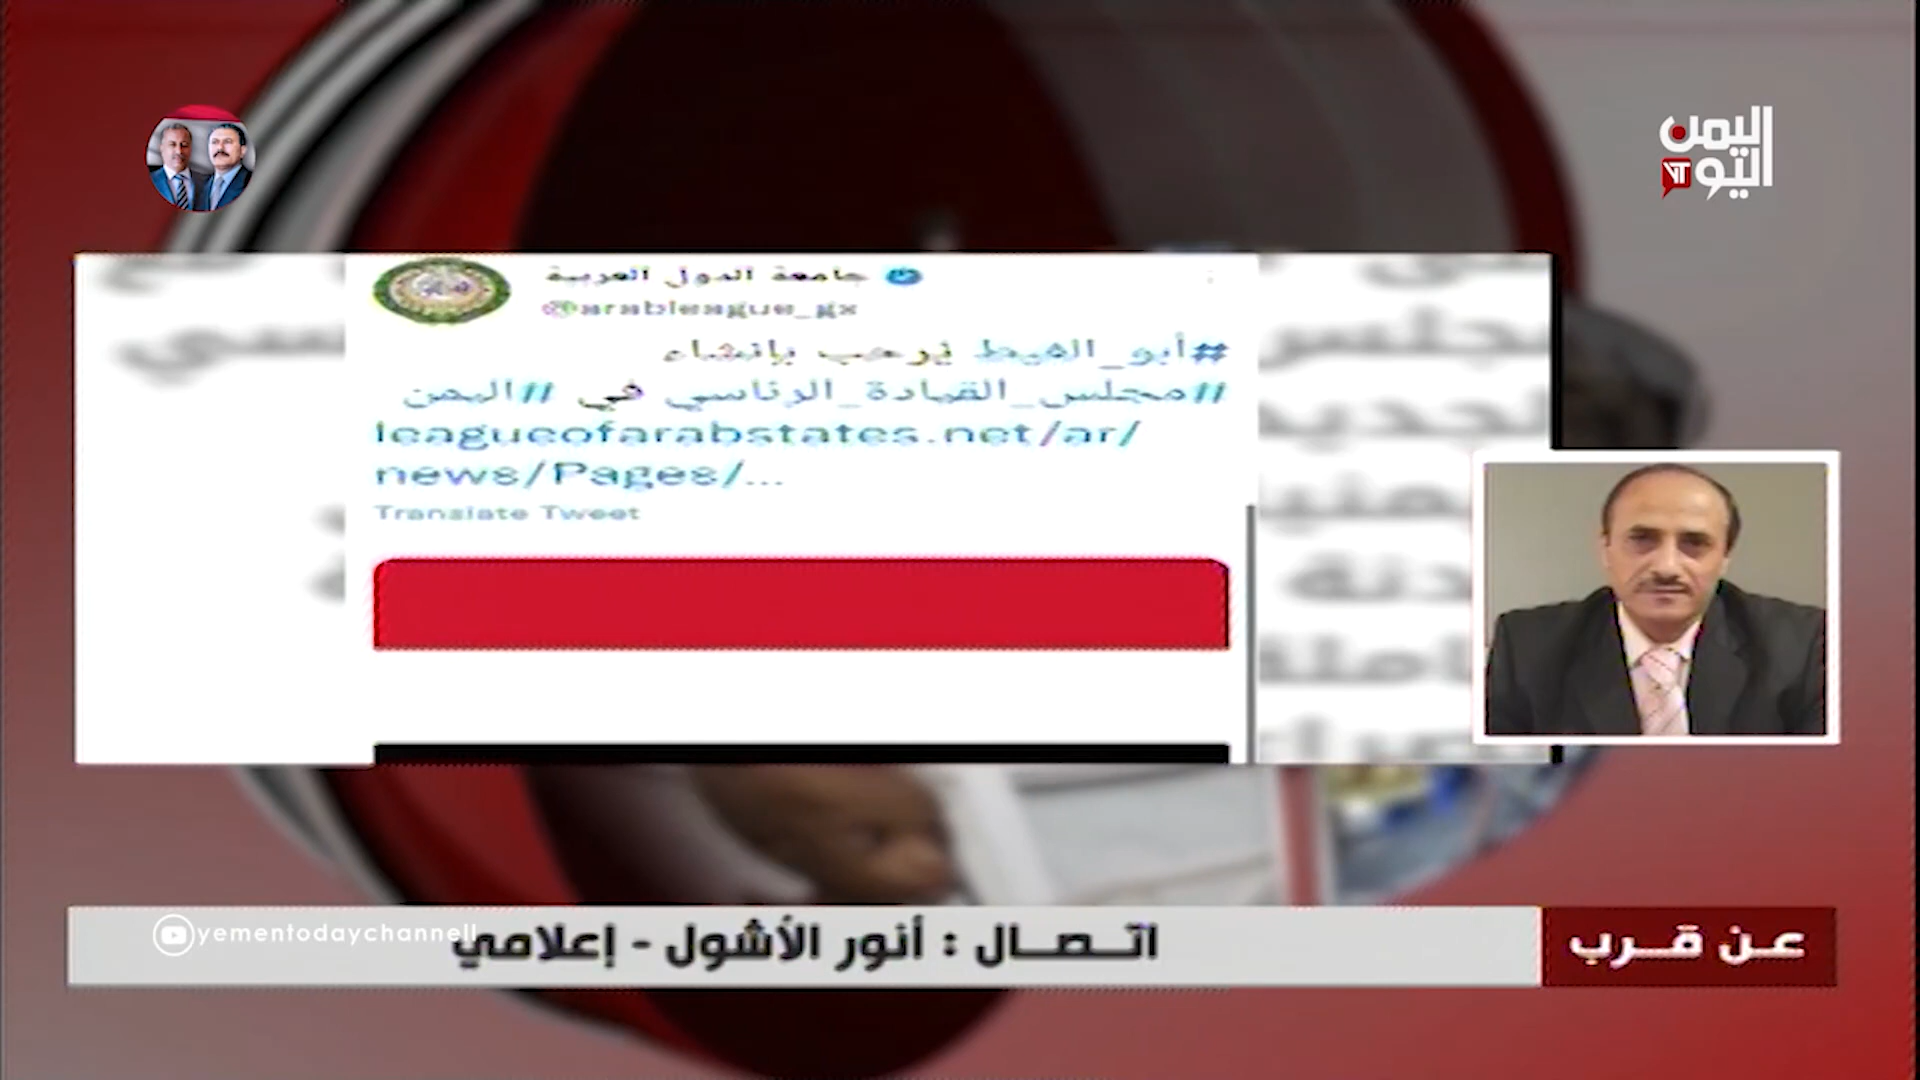 اليمن
اليوم
YT
جامعة الدول العربية
@arableague_gs
#أبو_الغيط يرحب بإنشاء
#مجلس_القيادة_الرئاسي في #اليمن
leagueofarabstates.net/ar/
news/Pages/...
Translate Tweet
عن قرب
اتصال : أنور الأشول - إعلامي
yementodaychannell